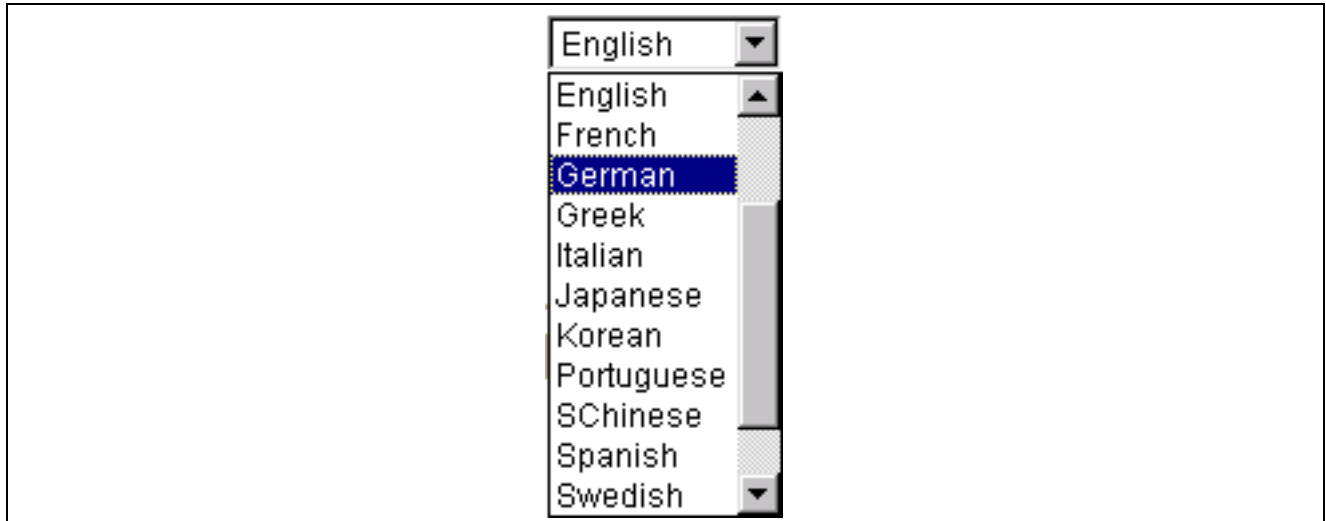 English
English
French
German
Greek
Italian
Japanese
Korean
Portuguese
SChinese
Spanish
Swedish